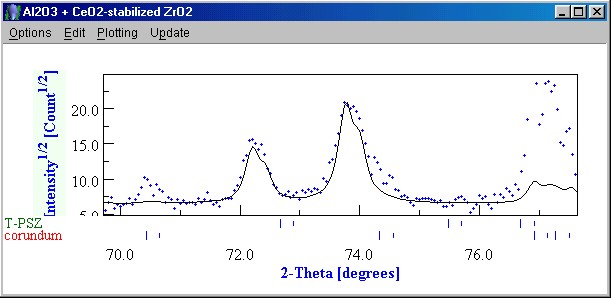 Al2O3 + CeO2-stabilized ZrO2
Options Edit Plotting Update
ntensity1/2 [Count1/2]
20.0
15.0
10.0
5.0
T-PSZ
corundum
70.0 72.0 74.0 76.0
2-Theta [degrees]